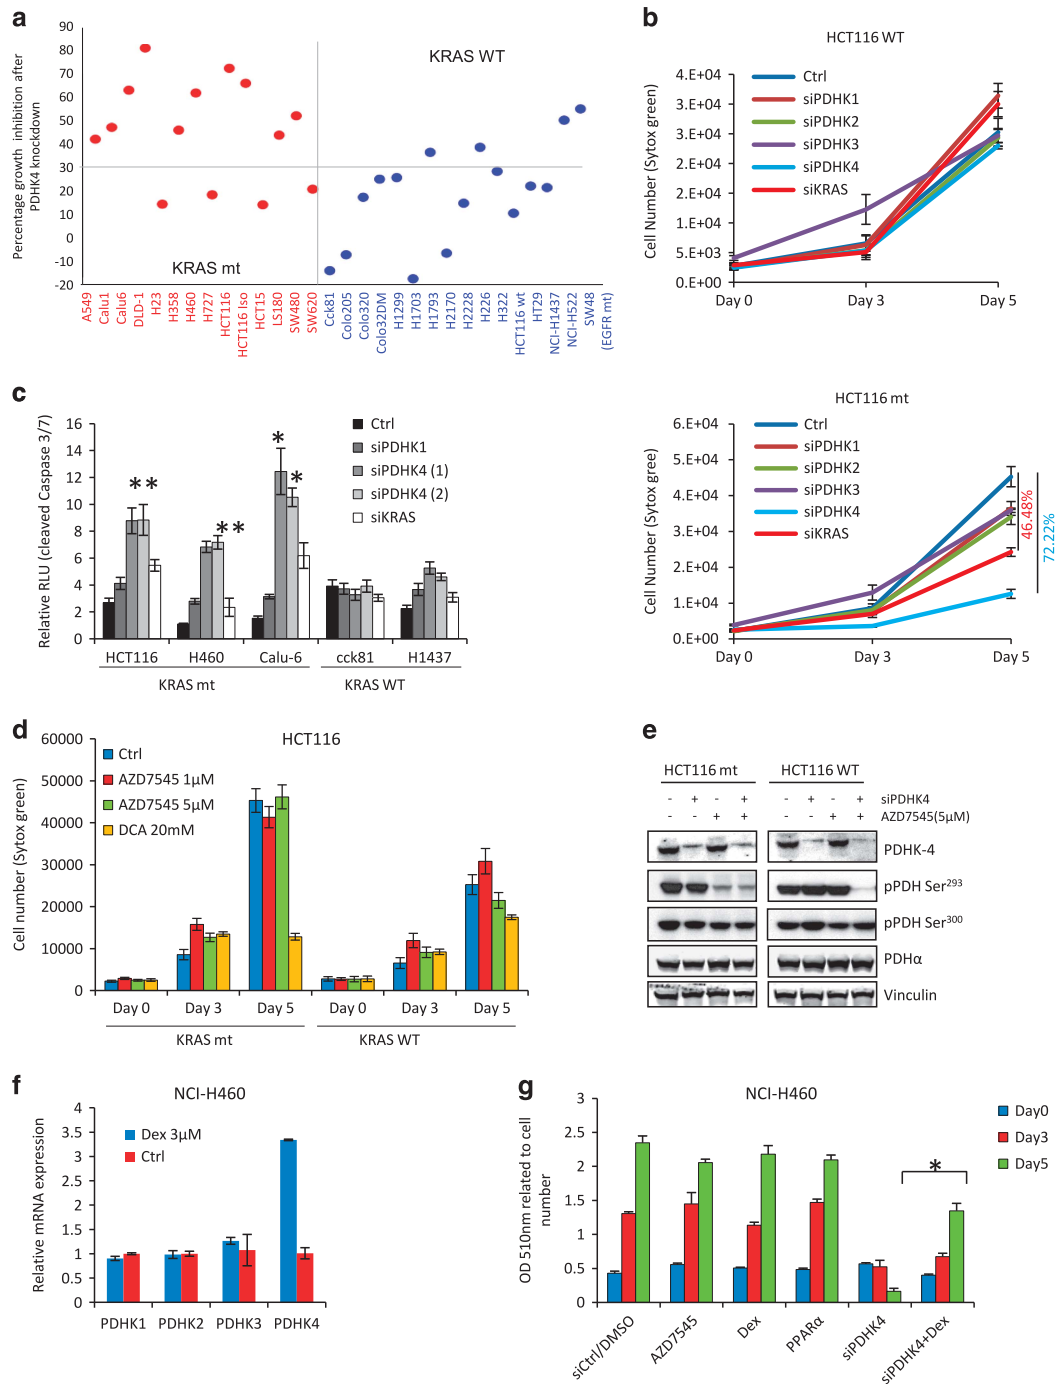 a
Percentage growth inhibition after
PDHK4 knockdown
90
80
70
60
50
40
30
20
10
0
-10
-20
KRAS WT
KRAS mt
A549
Calu1
Calu6
DLD-1
H23
H358
H460
H727
HCT116
HCT116 Iso
HCT15
LS180
SW480
SW620
Cck81
Colo205
Colo320
Colo32DM
H1299
H1703
H1793
H2170
H2228
H226
H322
HCT116 wt
HT29
NCI-H1437
NCI-H522
SW48
(EGFR mt)
b
HCT116 WT
Cell Number (Sytox green)
4.E+04
3.E+04
3.E+04
2.E+04
2.E+04
1.E+04
5.E+03
0.E+00
Ctrl
siPDHK1
siPDHK2
siPDHK3
siPDHK4
siKRAS
Day 0
Day 3
Day 5
HCT116 mt
Cell Number (Sytox gree)
6.E+04
5.E+04
4.E+04
3.E+04
2.E+04
1.E+04
0.E+00
Ctrl
siPDHK1
siPDHK2
siPDHK3
siPDHK4
siKRAS
46.48%
72.22%
Day 0
Day 3
Day 5
c
Relative RLU (cleaved Caspase 3/7)
16
14
12
10
8
6
4
2
0
Ctrl
siPDHK1
siPDHK4 (1)
siPDHK4 (2)
siKRAS
* *
* *
*
*
HCT116
H460
Calu-6
cck81
H1437
KRAS mt
KRAS WT
d
HCT116
Cell number (Sytox green)
60000
50000
40000
30000
20000
10000
0
Ctrl
AZD7545 1µM
AZD7545 5µM
DCA 20mM
Day 0
Day 3
Day 5
Day 0
Day 3
Day 5
KRAS mt
KRAS WT
e
HCT116 mt
HCT116 WT
- + - + - + - + siPDHK4
- - + + - - + + AZD7545(5µM)
PDHK-4
pPDH Ser293
pPDH Ser300
PDHα
Vinculin
f
NCI-H460
Relative mRNA expression
4
3.5
3
2.5
2
1.5
1
0.5
0
Dex 3µM
Ctrl
PDHK1
PDHK2
PDHK3
PDHK4
g
NCI-H460
OD 510nm related to cell
number
3
2.5
2
1.5
1
0.5
0
Day0
Day3
Day5
*
siCtrl/DMSO
AZD7545
Dex
PPARα
siPDHK4
siPDHK4+Dex